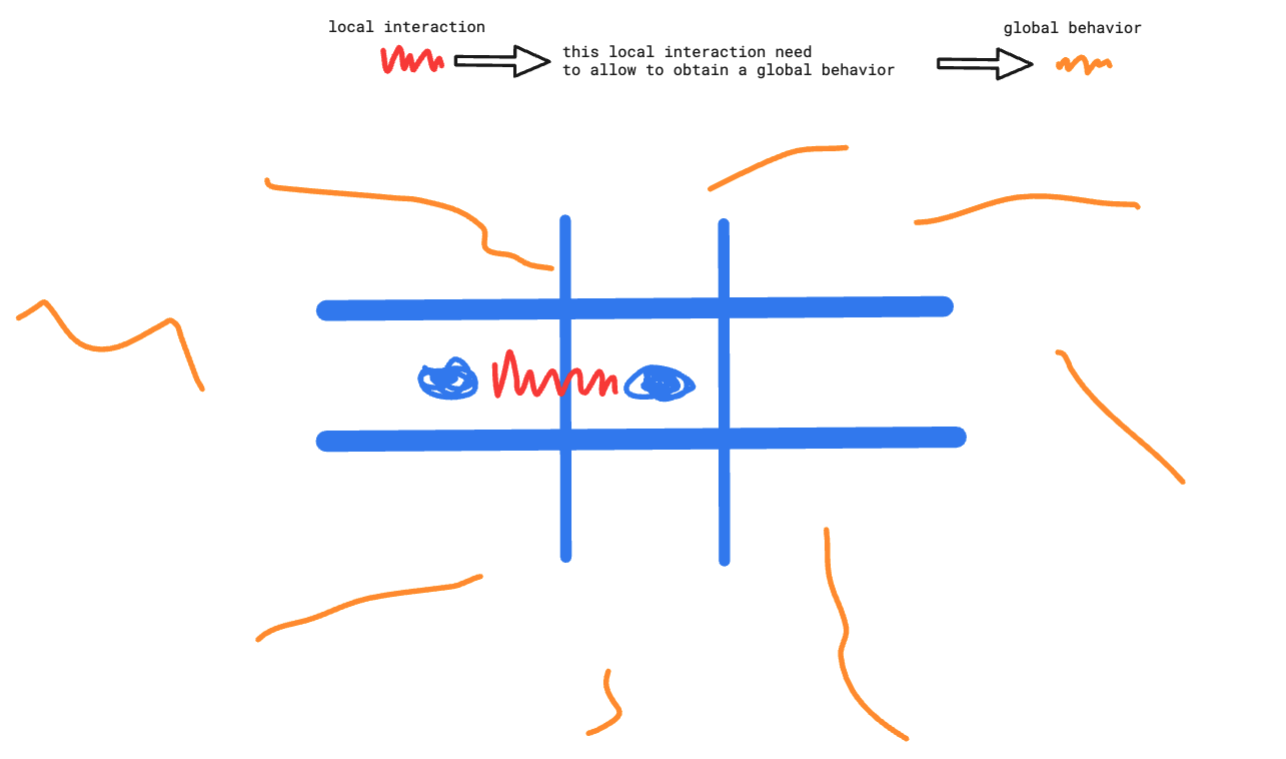 local interaction
global behavior
this local interaction need
to allow to obtain a global behavior